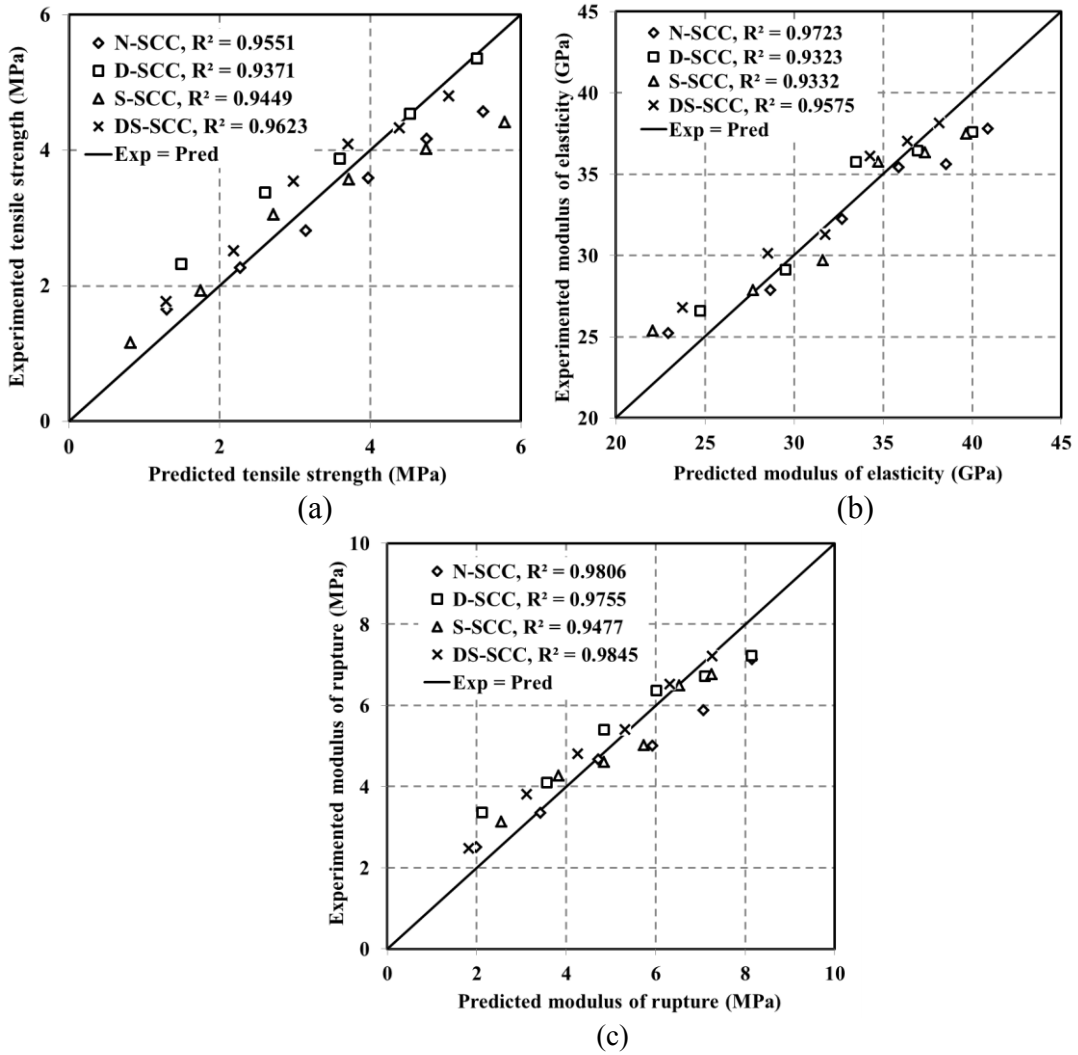 Experimented tensile strength (MPa)
6
4
2
0
N-SCC, R² = 0.9551
D-SCC, R² = 0.9371
S-SCC, R² = 0.9449
DS-SCC, R² = 0.9623
Exp = Pred
0 2 4 6
Predicted tensile strength (MPa)
(a)
Experimented modulus of elasticity (GPa)
45
40
35
30
25
20
N-SCC, R² = 0.9723
D-SCC, R² = 0.9323
S-SCC, R² = 0.9332
DS-SCC, R² = 0.9575
Exp = Pred
20 25 30 35 40 45
Predicted modulus of elasticity (GPa)
(b)
Experimented modulus of rupture (MPa)
10
8
6
4
2
0
N-SCC, R² = 0.9806
D-SCC, R² = 0.9755
S-SCC, R² = 0.9477
DS-SCC, R² = 0.9845
Exp = Pred
0 2 4 6 8 10
Predicted modulus of rupture (MPa)
(c)